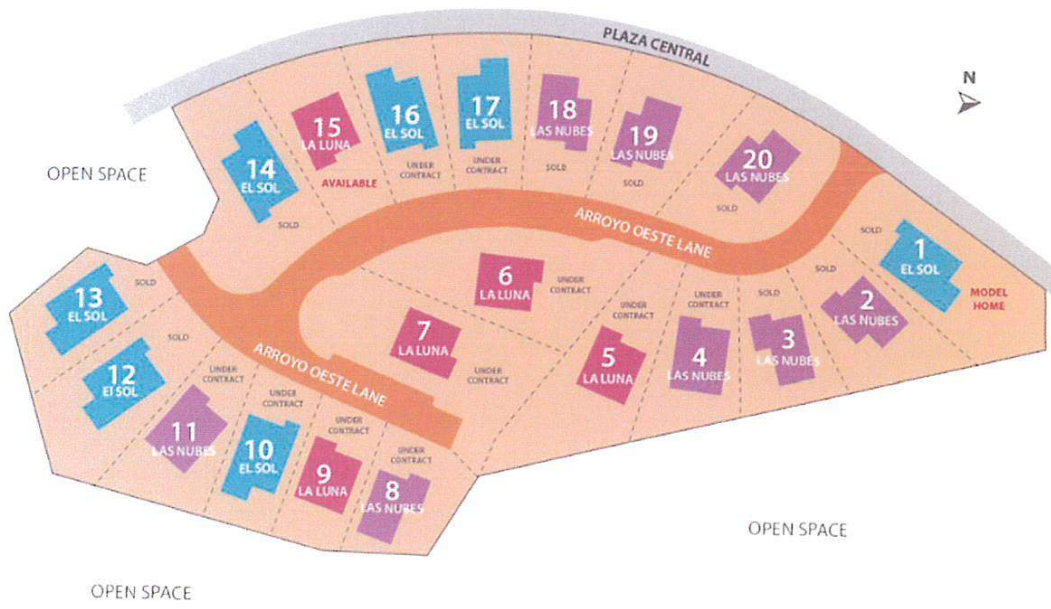 PLAZA CENTRAL
N
OPEN SPACE
14
EL SOL
SOLD
15
LA LUNA
AVAILABLE
16
EL SOL
UNDER
CONTRACT
17
EL SOL
UNDER
CONTRACT
18
LAS NUBES
SOLD
19
LAS NUBES
SOLD
20
LAS NUBES
SOLD
ARROYO OESTE LANE
SOLD
1
EL SOL
MODEL
HOME
SOLD
2
LAS NUBES
SOLD
3
LAS NUBES
UNDER
CONTRACT
4
LAS NUBES
UNDER
CONTRACT
5
LA LUNA
6
LA LUNA
UNDER
CONTRACT
7
LA LUNA
UNDER
CONTRACT
ARROYO OESTE LANE
13
EL SOL
SOLD
12
El SOL
SOLD
11
LAS NUBES
UNDER
CONTRACT
10
EL SOL
UNDER
CONTRACT
9
LA LUNA
UNDER
CONTRACT
8
LAS NUBES
UNDER
CONTRACT
OPEN SPACE
OPEN SPACE